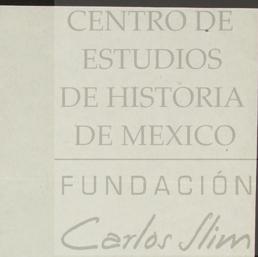 CENTRO DE
ESTUDIOS
DE HISTORIA
DE MEXICO
FUNDACIÓN
Carlos Slim